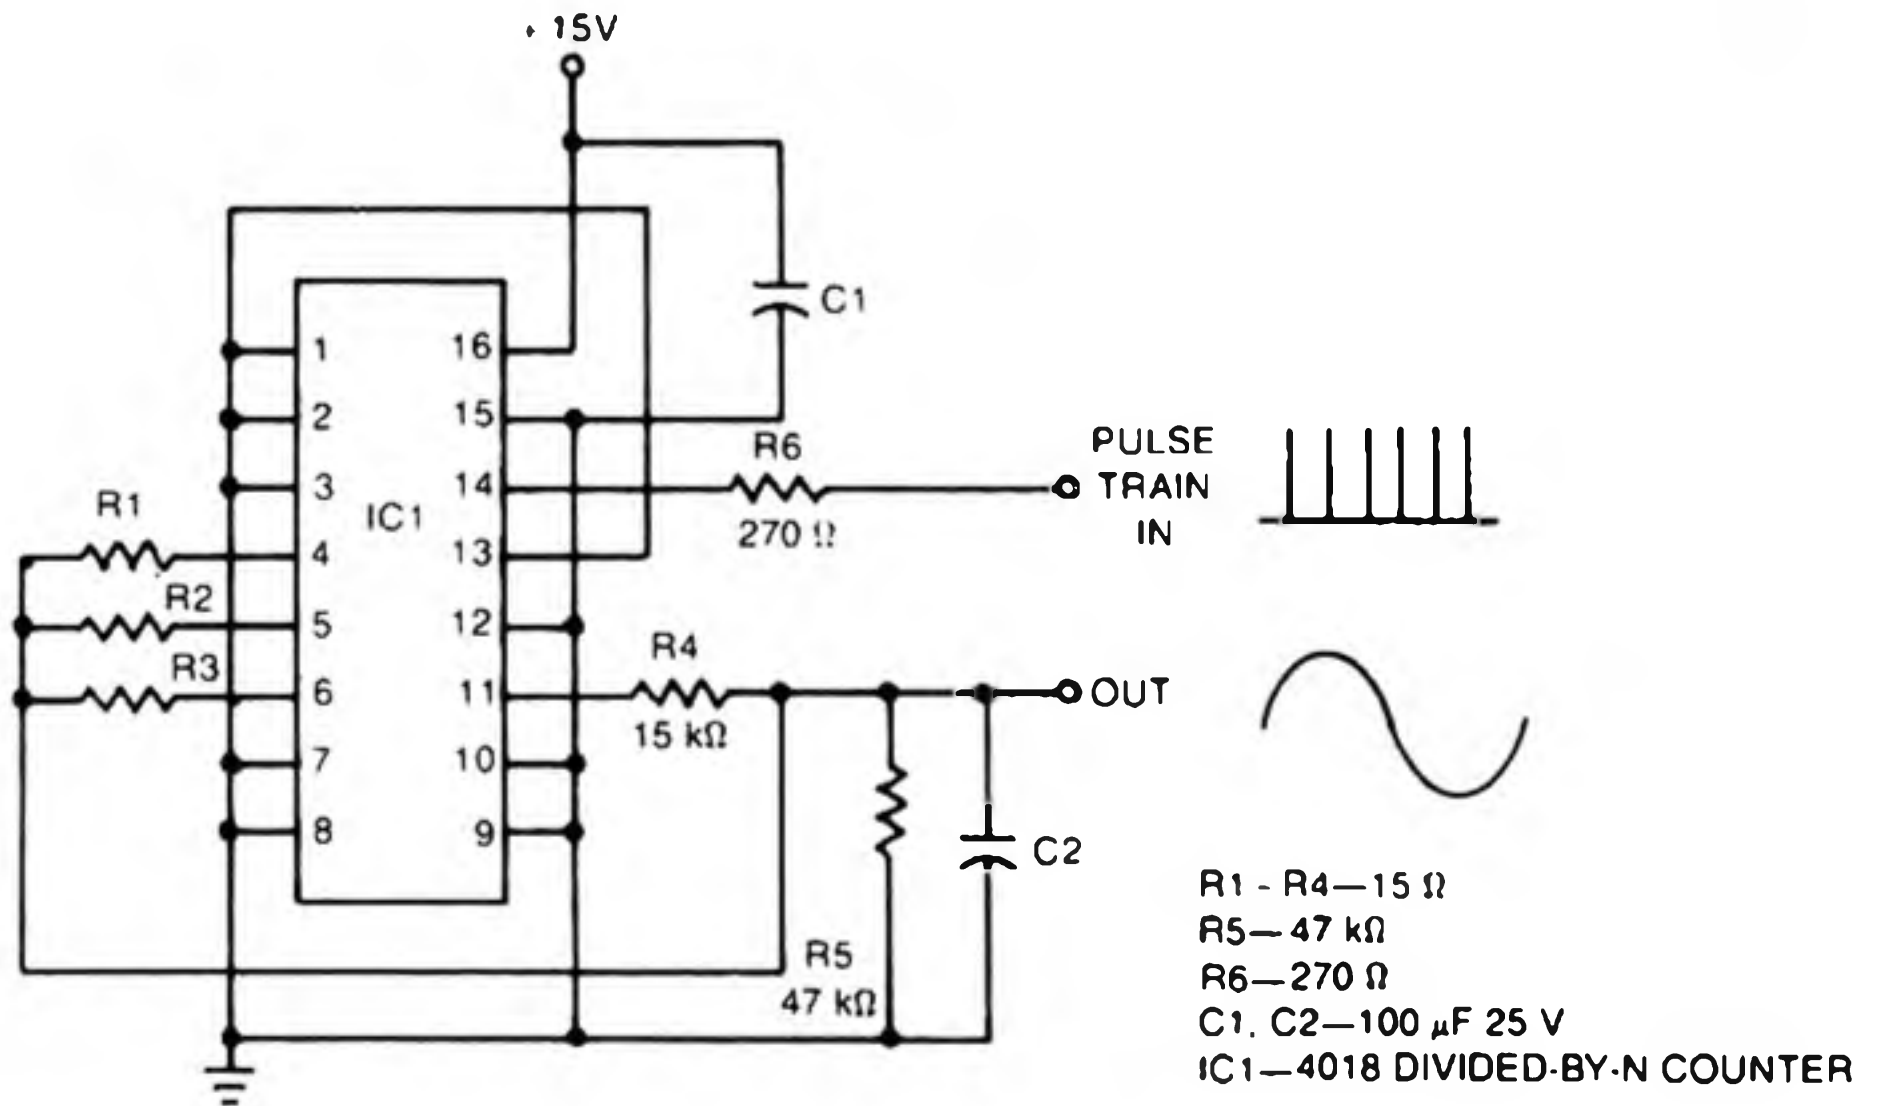 + 15V
C1
1
16
2
15
3
14
4
13
5
12
6
11
7
10
8
9
IC1
R1
R2
R3
R6
270 Ω
PULSE
TRAIN
IN
R4
15 kΩ
OUT
C2
R5
47 kΩ
R1 - R4—15 Ω
R5—47 kΩ
R6—270 Ω
C1, C2—100 µF 25 V
IC1—4018 DIVIDED-BY-N COUNTER